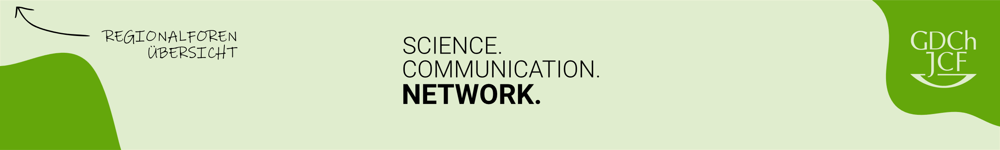 REGIONALFOREN
ÜBERSICHT
SCIENCE.
COMMUNICATION.
NETWORK.
GDCh
JCF